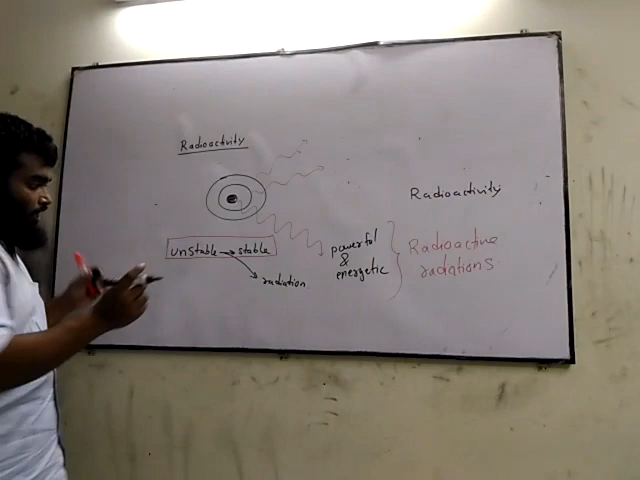 Radioactivity
Radioactivity
unstable → stable
radiation
powerful
&
energetic
Radioactive
radiations